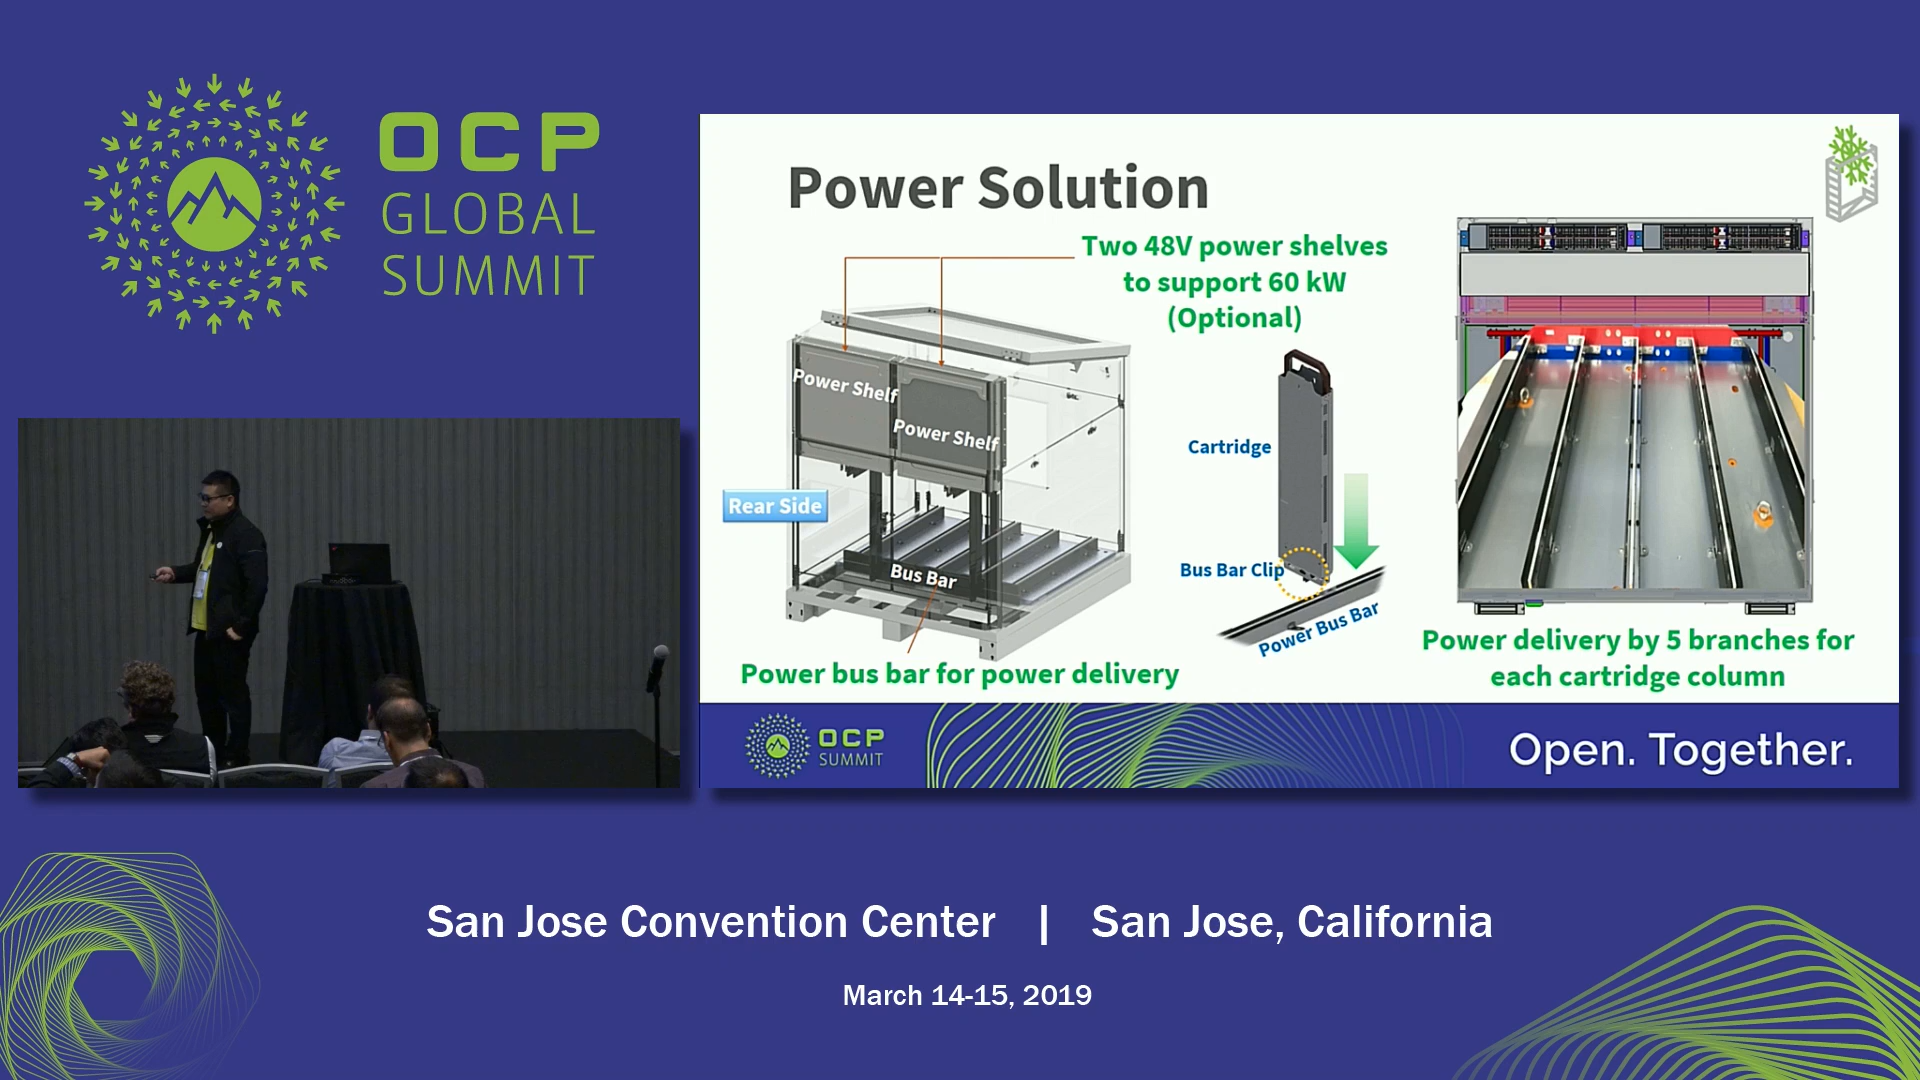 OCP
GLOBAL
SUMMIT
Power Solution
Two 48V power shelves
to support 60 kW
(Optional)
Power Shelf
Power Shelf
Rear Side
Bus Bar
Power bus bar for power delivery
Cartridge
Bus Bar Clip
Power Bus Bar
Power delivery by 5 branches for
each cartridge column
OCP
SUMMIT
Open. Together.
San Jose Convention Center | San Jose, California
March 14-15, 2019